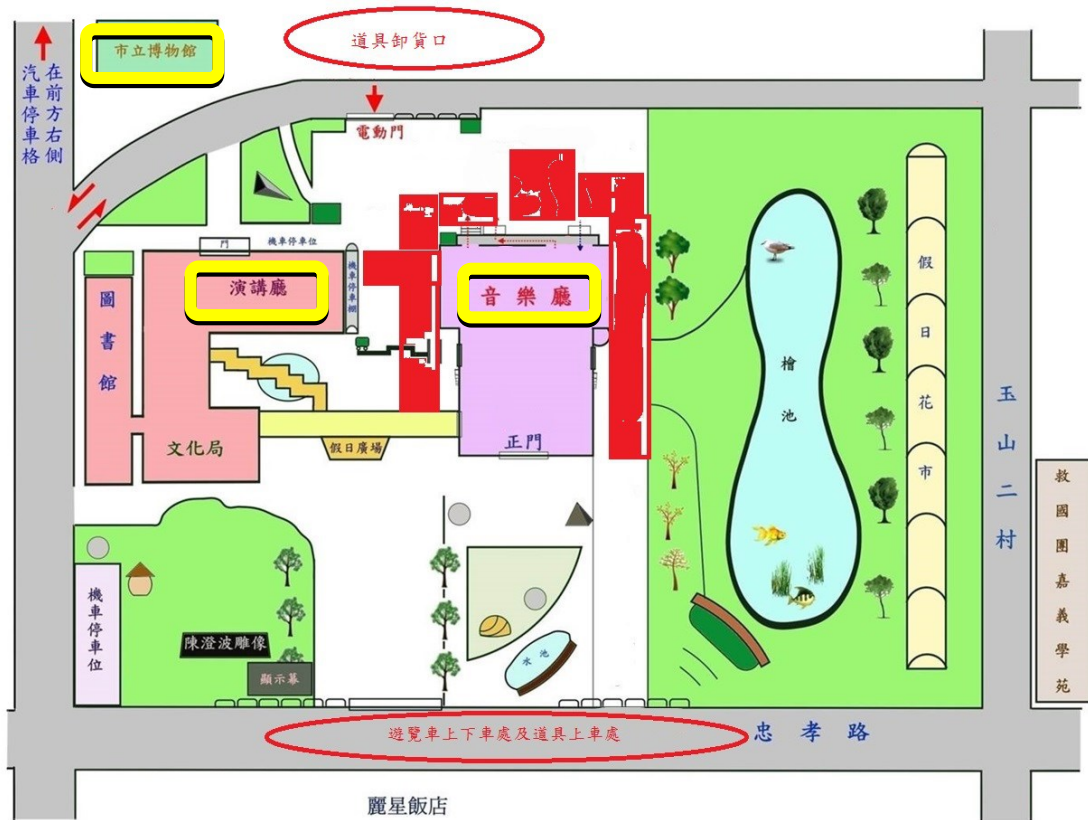 市立博物館
道具卸貨口
在前方右側
汽車停車格
電動門
門
機車停車位
機車停車棚
演講廳
音樂廳
圖書館
文化局
假日廣場
正門
檜池
假日花市
玉山二村
救國團嘉義學苑
機車停車位
陳澄波雕像
顯示幕
水池
遊覽車上下車處及道具上車處
忠孝路
麗星飯店